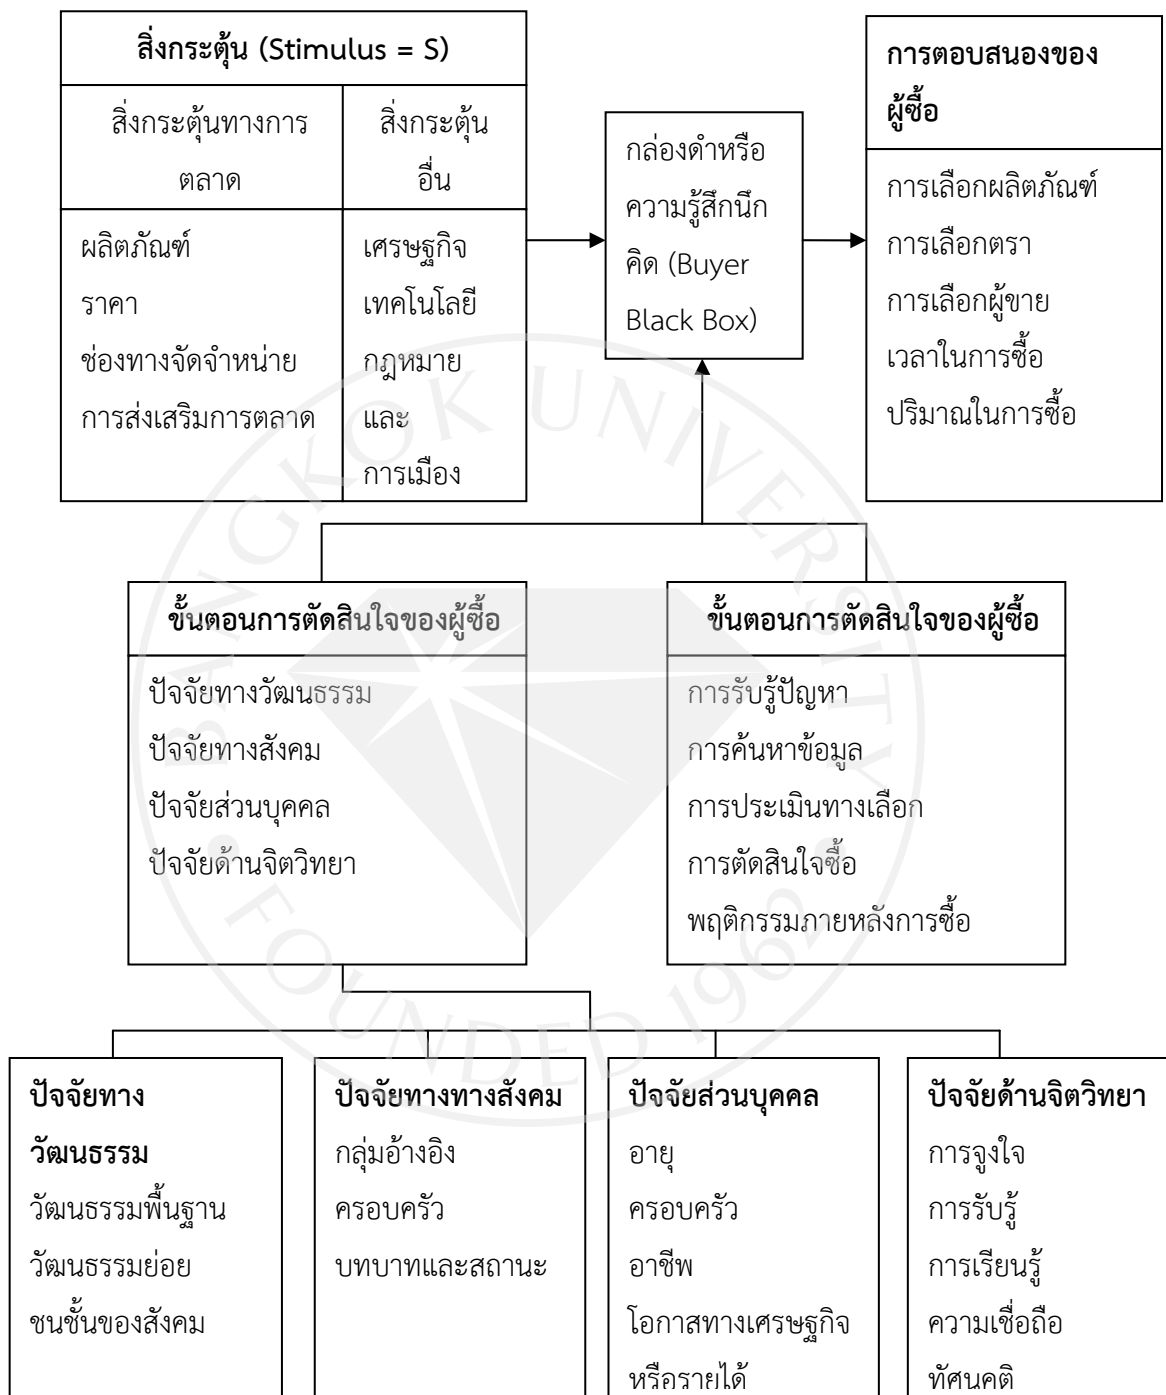 สิ่งกระตุ้น (Stimulus = S)
สิ่งกระตุ้นทางการ
ตลาด
สิ่งกระตุ้น
อื่น
ผลิตภัณฑ์
ราคา
ช่องทางจัดจำหน่าย
การส่งเสริมการตลาด
เศรษฐกิจ
เทคโนโลยี
กฎหมาย
และ
การเมือง
กล่องดำหรือ
ความรู้สึกนึก
คิด (Buyer
Black Box)
การตอบสนองของ
ผู้ซื้อ
การเลือกผลิตภัณฑ์
การเลือกตรา
การเลือกผู้ขาย
เวลาในการซื้อ
ปริมาณในการซื้อ
ขั้นตอนการตัดสินใจของผู้ซื้อ
ปัจจัยทางวัฒนธรรม
ปัจจัยทางสังคม
ปัจจัยส่วนบุคคล
ปัจจัยด้านจิตวิทยา
ขั้นตอนการตัดสินใจของผู้ซื้อ
การรับรู้ปัญหา
การค้นหาข้อมูล
การประเมินทางเลือก
การตัดสินใจซื้อ
พฤติกรรมภายหลังการซื้อ
ปัจจัยทาง
วัฒนธรรม
วัฒนธรรมพื้นฐาน
วัฒนธรรมย่อย
ชนชั้นของสังคม
ปัจจัยทางทางสังคม
กลุ่มอ้างอิง
ครอบครัว
บทบาทและสถานะ
ปัจจัยส่วนบุคคล
อายุ
ครอบครัว
อาชีพ
โอกาสทางเศรษฐกิจ
หรือรายได้
ปัจจัยด้านจิตวิทยา
การจูงใจ
การรับรู้
การเรียนรู้
ความเชื่อถือ
ทัศนคติ
BANGKOK UNIVERSITY
FOUNDED 1962